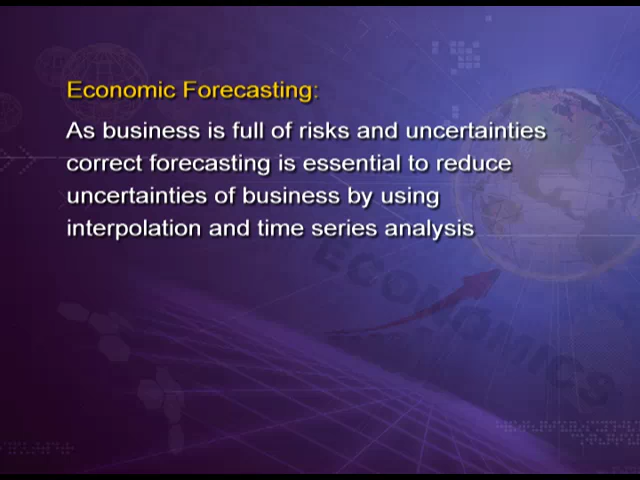 Economic Forecasting:
As business is full of risks and uncertainties
correct forecasting is essential to reduce
uncertainties of business by using
interpolation and time series analysis
ECONOMICS